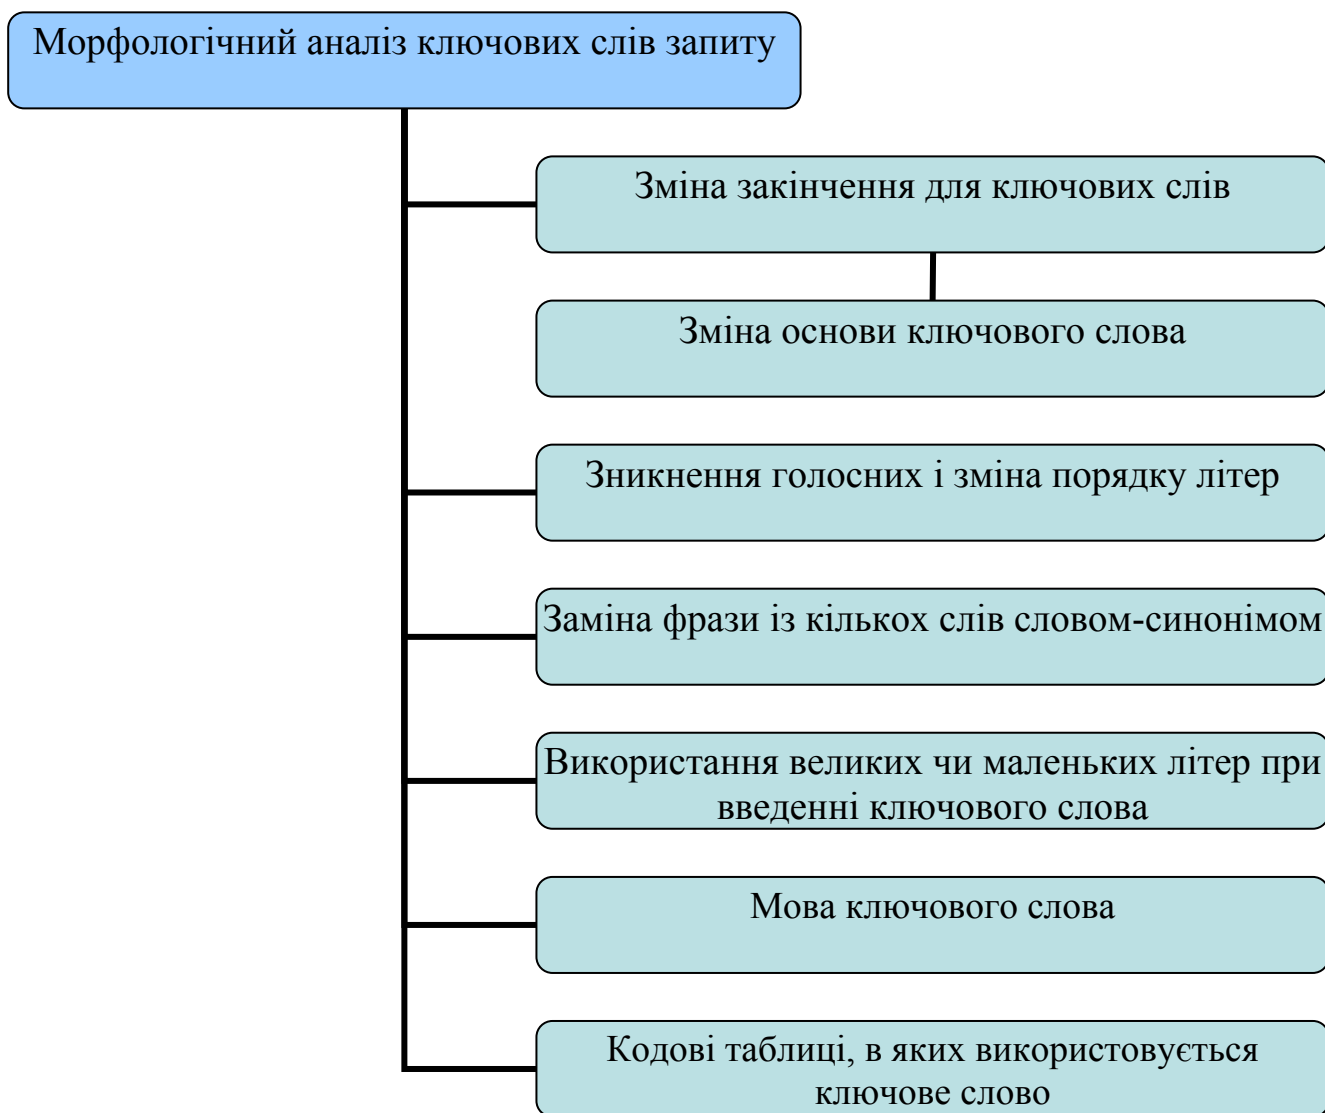 Морфологічний аналіз ключових слів запиту
Зміна закінчення для ключових слів
Зміна основи ключового слова
Зникнення голосних і зміна порядку літер
Заміна фрази із кількох слів словом-синонімом
Використання великих чи маленьких літер при
введенні ключового слова
Мова ключового слова
Кодові таблиці, в яких використовується
ключове слово